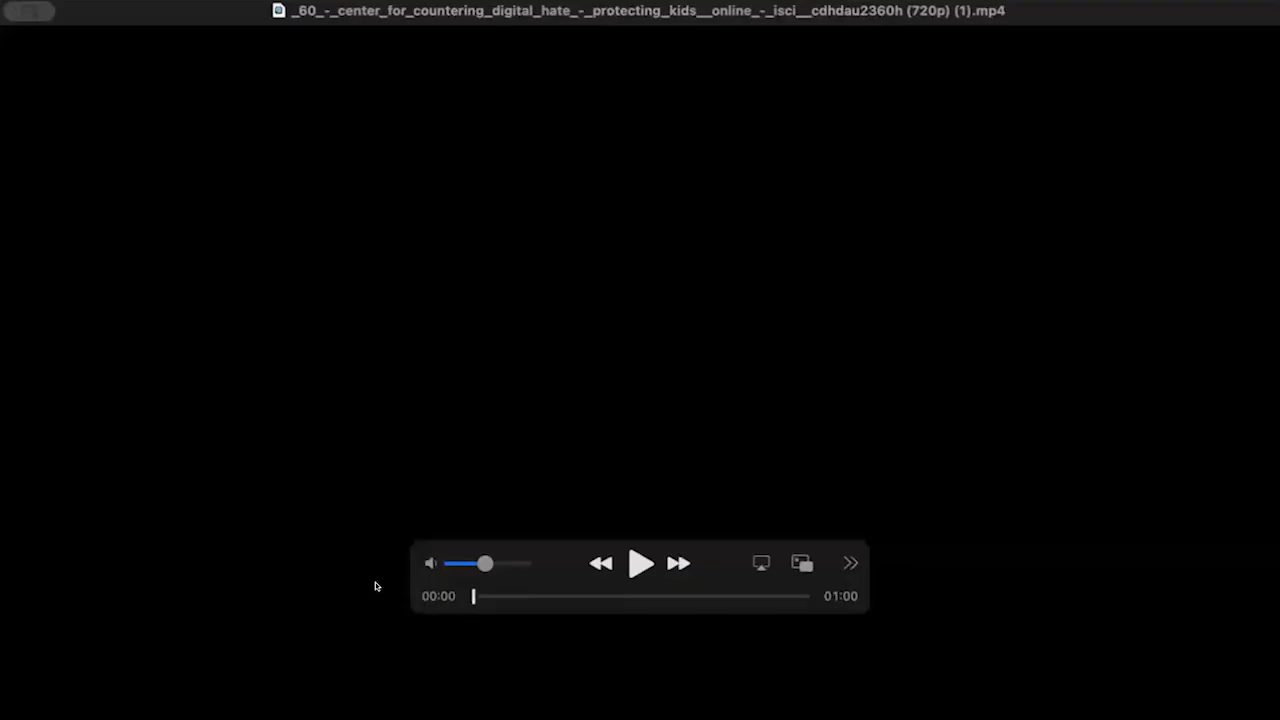 _60_-_center_for_countering_digital_hate_-_protecting_kids__online_-_isci__cdhdau2360h (720p) (1).mp4
00:00
01:00